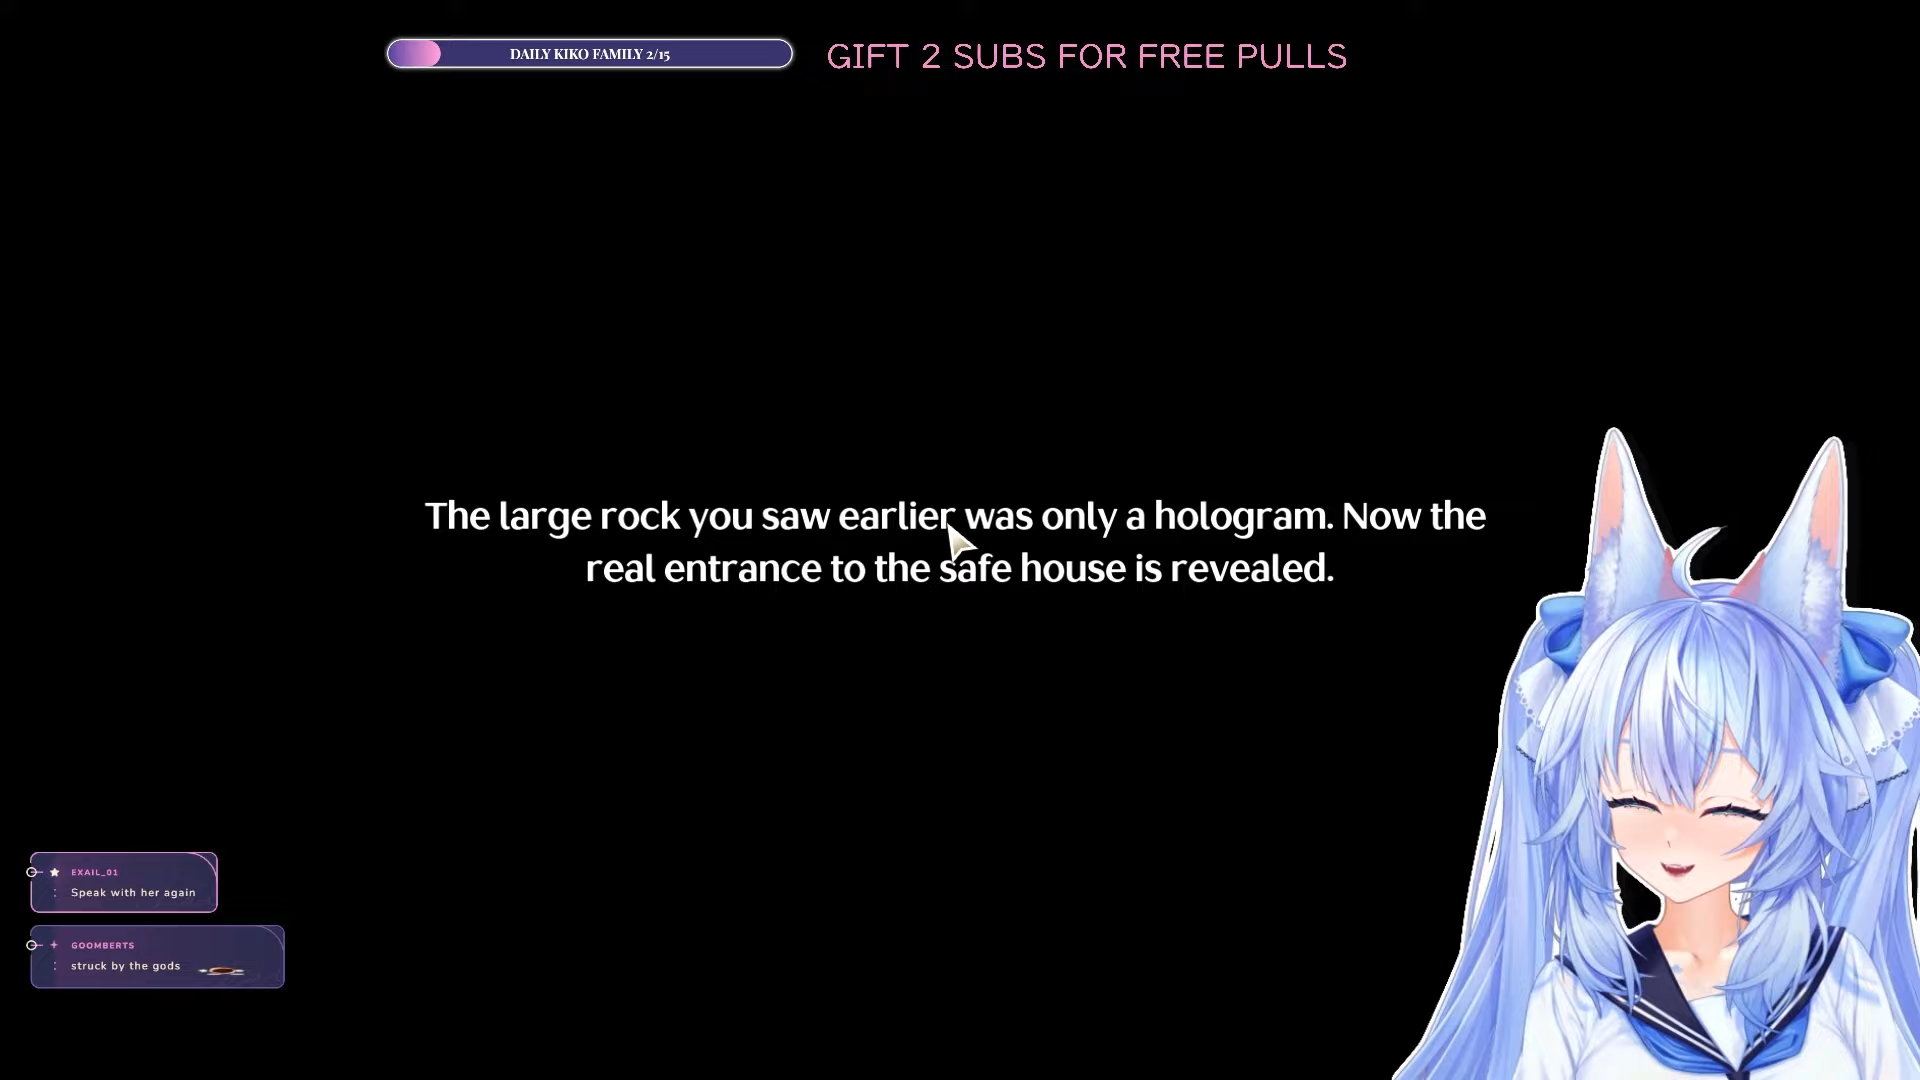 DAILY KIKO FAMILY 2/15
GIFT 2 SUBS FOR FREE PULLS
The large rock you saw earlier was only a hologram. Now the
real entrance to the safe house is revealed.
EXAIL_01
Speak with her again
GOOMBERTS
struck by the gods